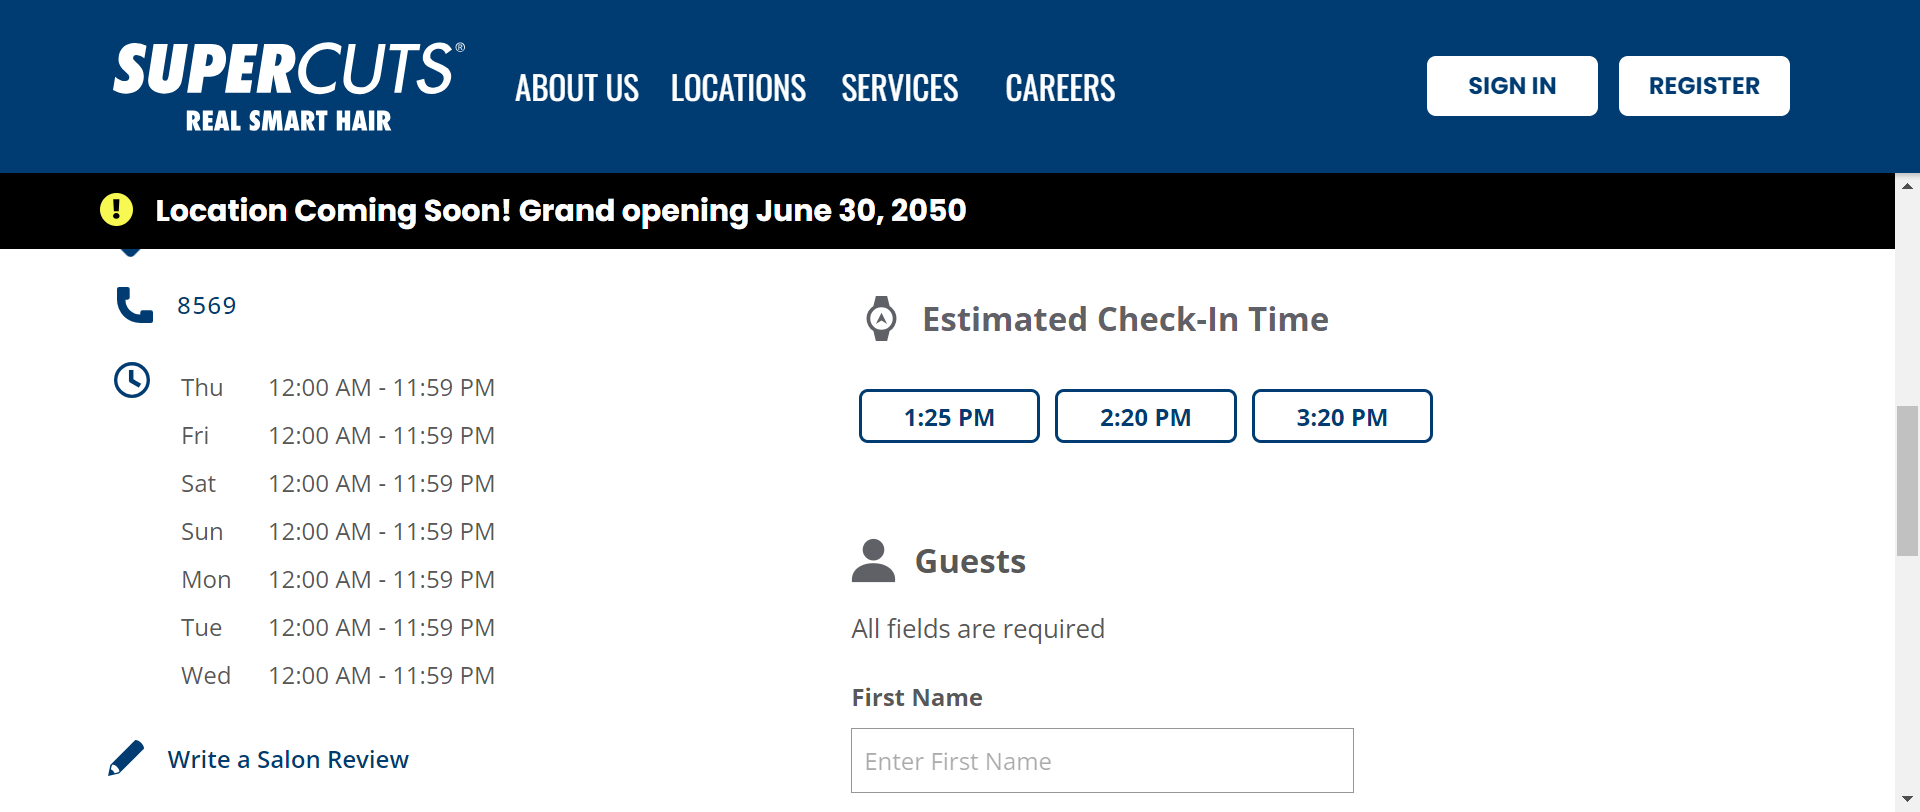 SUPERCUTS®
REAL SMART HAIR
ABOUT US
LOCATIONS
SERVICES
CAREERS
SIGN IN
REGISTER
Location Coming Soon! Grand opening June 30, 2050
8569
Thu 12:00 AM - 11:59 PM
Fri 12:00 AM - 11:59 PM
Sat 12:00 AM - 11:59 PM
Sun 12:00 AM - 11:59 PM
Mon 12:00 AM - 11:59 PM
Tue 12:00 AM - 11:59 PM
Wed 12:00 AM - 11:59 PM
Write a Salon Review
Estimated Check-In Time
1:25 PM
2:20 PM
3:20 PM
Guests
All fields are required
First Name
Enter First Name